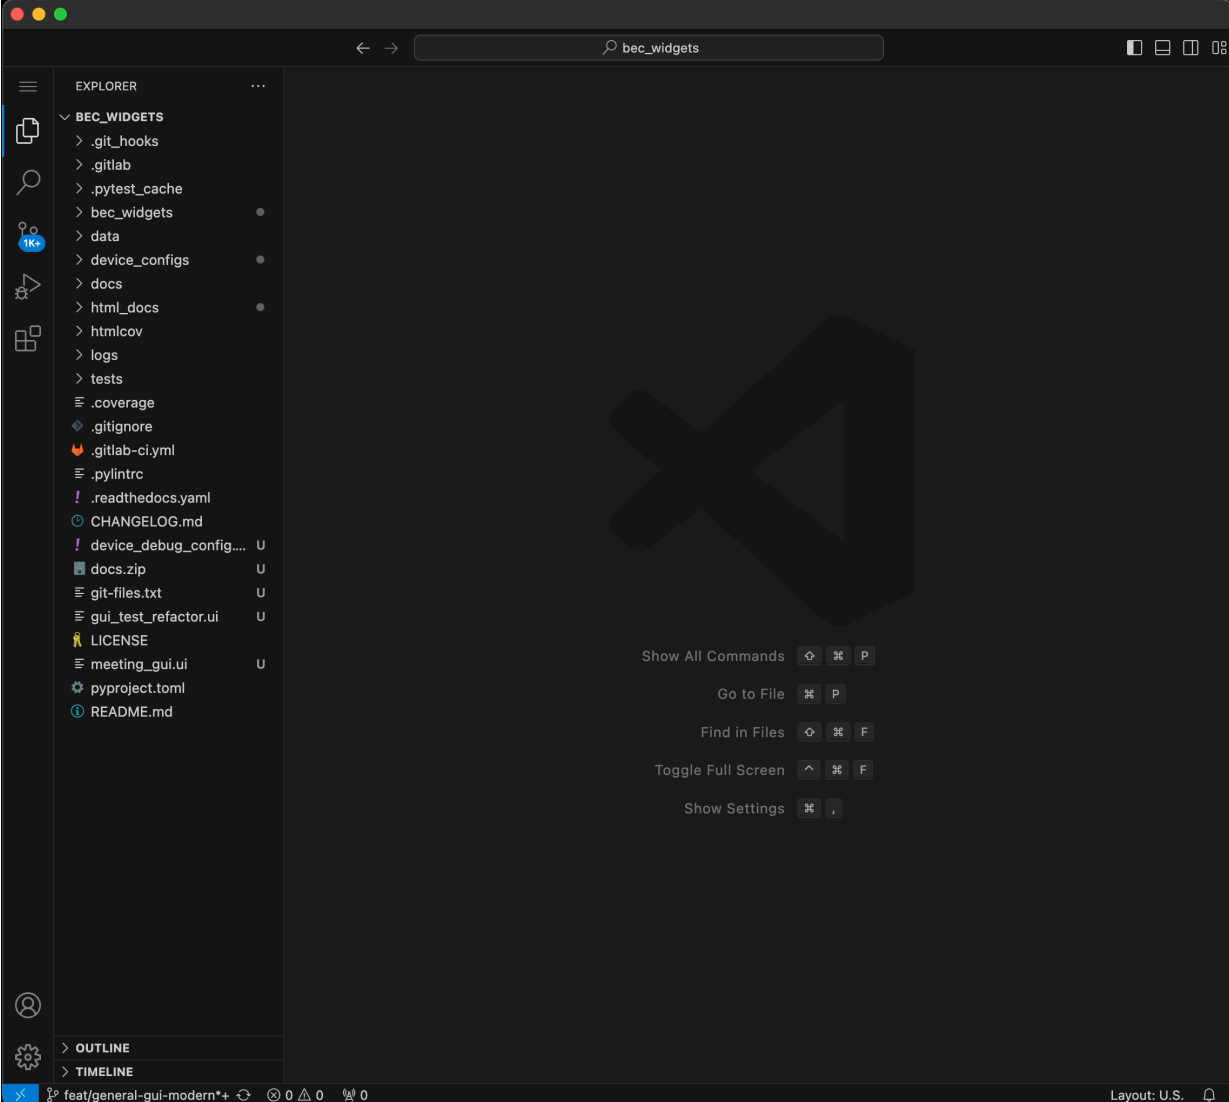 bec_widgets
EXPLORER
BEC_WIDGETS
.git_hooks
.gitlab
.pytest_cache
bec_widgets
data
device_configs
docs
html_docs
htmlcov
logs
tests
.coverage
.gitignore
.gitlab-ci.yml
.pylintrc
.readthedocs.yaml
CHANGELOG.md
device_debug_config.... U
docs.zip U
git-files.txt U
gui_test_refactor.ui U
LICENSE
meeting_gui.ui U
pyproject.toml
README.md
1K+
Show All Commands ⇧ ⌘ P
Go to File ⌘ P
Find in Files ⇧ ⌘ F
Toggle Full Screen ^ ⌘ F
Show Settings ⌘ ,
OUTLINE
TIMELINE
feat/general-gui-modern*+ 0 0 0 Layout: U.S.